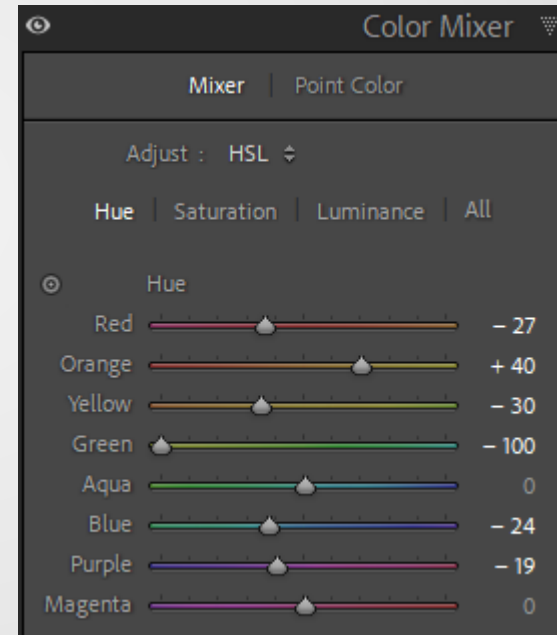 Color Mixer
Mixer | Point Color
Adjust : HSL
Hue | Saturation | Luminance | All
Hue
Red − 27
Orange + 40
Yellow − 30
Green − 100
Aqua 0
Blue − 24
Purple − 19
Magenta 0